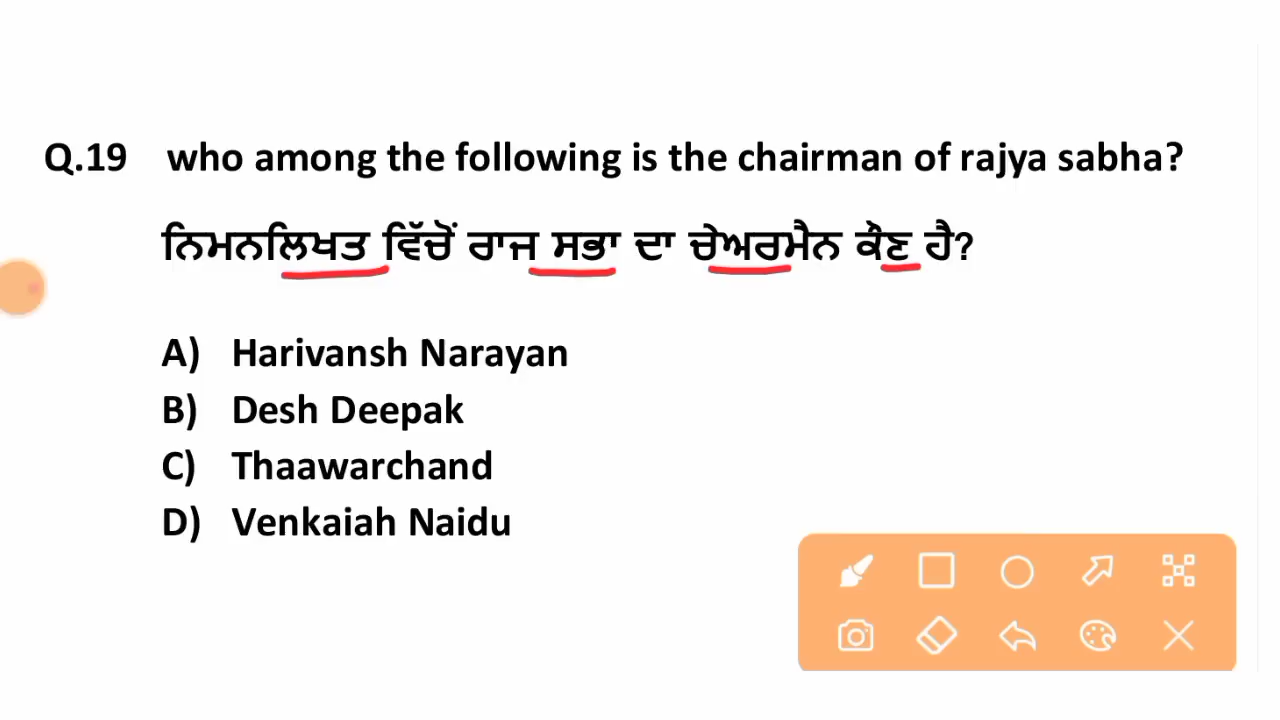 Q.19 who among the following is the chairman of rajya sabha?
ਨਿਮਨਲਿਖਤ ਵਿੱਚੋਂ ਰਾਜ ਸਭਾ ਦਾ ਚੇਅਰਮੈਨ ਕੌਣ ਹੈ?
A) Harivansh Narayan
B) Desh Deepak
C) Thaawarchand
D) Venkaiah Naidu